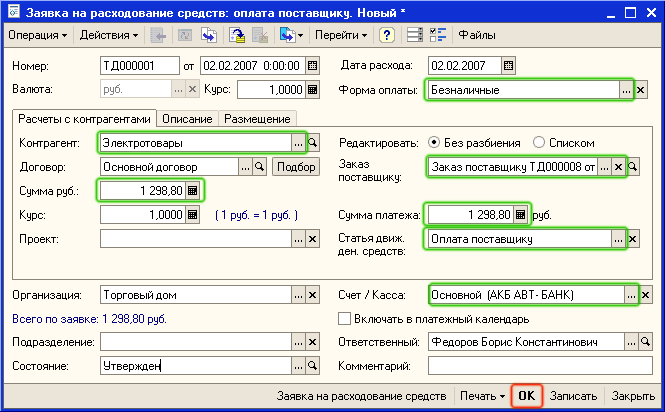 Заявка на расходование средств: оплата поставщику. Новый *
Операция Действия Перейти Файлы
Номер: ТД000001 от 02.02.2007 0:00:00 Дата расхода: 02.02.2007
Валюта: руб. Курс: 1,0000 Форма оплаты: Безналичные
Расчеты с контрагентами Описание Размещение
Контрагент: Электротовары Редактировать: Без разбиения Списком
Договор: Основной договор Подбор Заказ поставщику: Заказ поставщику ТД000008 от
Сумма руб.: 1 298,80
Курс: 1,0000 ( 1 руб. = 1 руб. ) Сумма платежа: 1 298,80 руб.
Проект: Статья движ. ден. средств: Оплата поставщику
Организация: Торговый дом Счет / Касса: Основной (АКБ АВТ- БАНК)
Всего по заявке: 1 298,80 руб. Включать в платежный календарь
Подразделение: Ответственный: Федоров Борис Константинович
Состояние: Утвержден Комментарий:
Заявка на расходование средств Печать OK Записать Закрыть